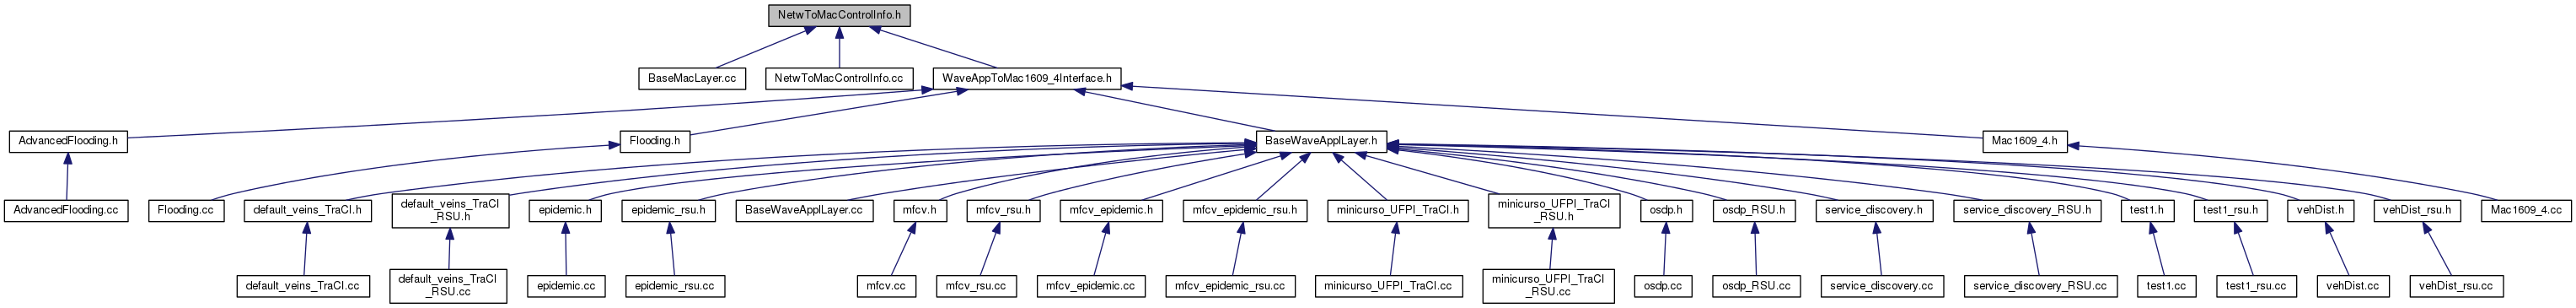 NetwToMacControlInfo.h
BaseMacLayer.cc
NetwToMacControlInfo.cc
WaveAppToMac1609_4Interface.h
AdvancedFlooding.h
Flooding.h
BaseWaveApplLayer.h
Mac1609_4.h
AdvancedFlooding.cc
Flooding.cc
default_veins_TraCI.h
default_veins_TraCI
_RSU.h
epidemic.h
epidemic_rsu.h
BaseWaveApplLayer.cc
mfcv.h
mfcv_rsu.h
mfcv_epidemic.h
mfcv_epidemic_rsu.h
minicurso_UFPI_TraCI.h
minicurso_UFPI_TraCI
_RSU.h
osdp.h
osdp_RSU.h
service_discovery.h
service_discovery_RSU.h
test1.h
test1_rsu.h
vehDist.h
vehDist_rsu.h
Mac1609_4.cc
default_veins_TraCI.cc
default_veins_TraCI
_RSU.cc
epidemic.cc
epidemic_rsu.cc
mfcv.cc
mfcv_rsu.cc
mfcv_epidemic.cc
mfcv_epidemic_rsu.cc
minicurso_UFPI_TraCI.cc
minicurso_UFPI_TraCI
_RSU.cc
osdp.cc
osdp_RSU.cc
service_discovery.cc
service_discovery_RSU.cc
test1.cc
test1_rsu.cc
vehDist.cc
vehDist_rsu.cc